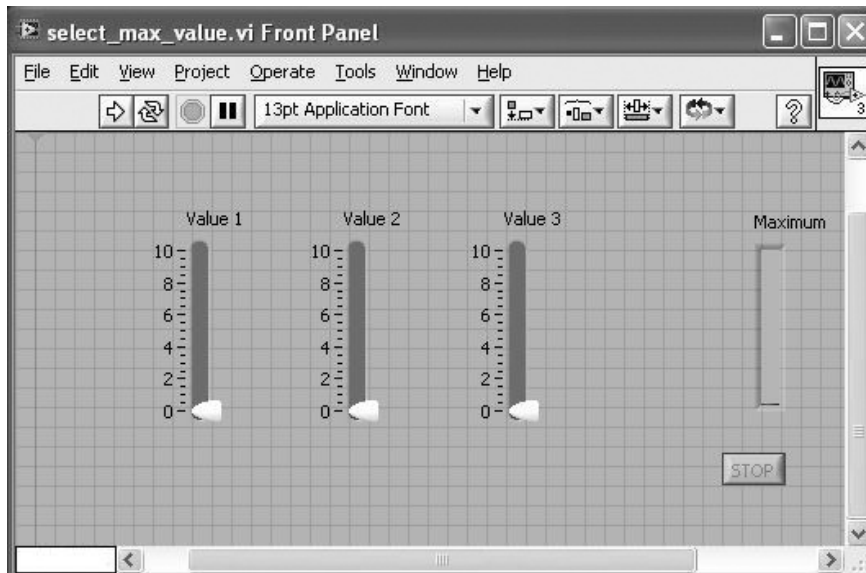 select_max_value.vi Front Panel
File Edit View Project Operate Tools Window Help
13pt Application Font
3
Value 1 Value 2 Value 3 Maximum
10 10 10
8 8 8
6 6 6
4 4 4
2 2 2
0 0 0
STOP